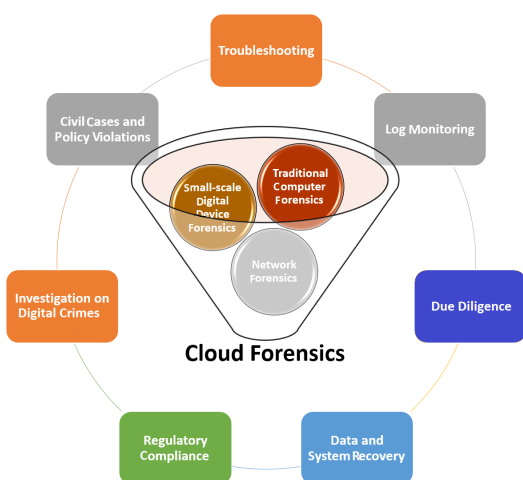 Troubleshooting
Civil Cases and
Policy Violations
Log Monitoring
Traditional
Computer
Forensics
Small-scale
Digital
Device
Forensics
Network
Forensics
Investigation on
Digital Crimes
Due Diligence
Cloud Forensics
Regulatory
Compliance
Data and
System Recovery